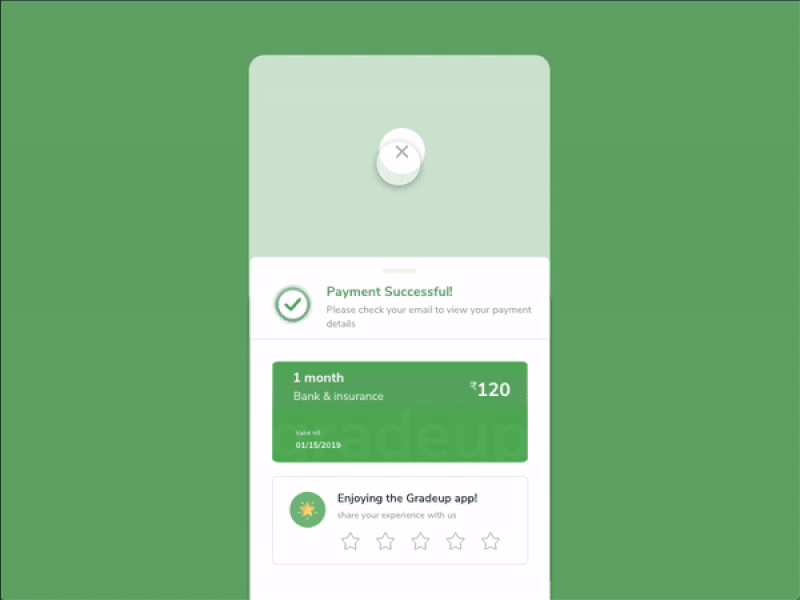 Payment Successful!
Please check your email to view your payment
details
1 month
Bank & insurance
₹120
Valid till
01/15/2019
gradeup
Enjoying the Gradeup app!
share your experience with us